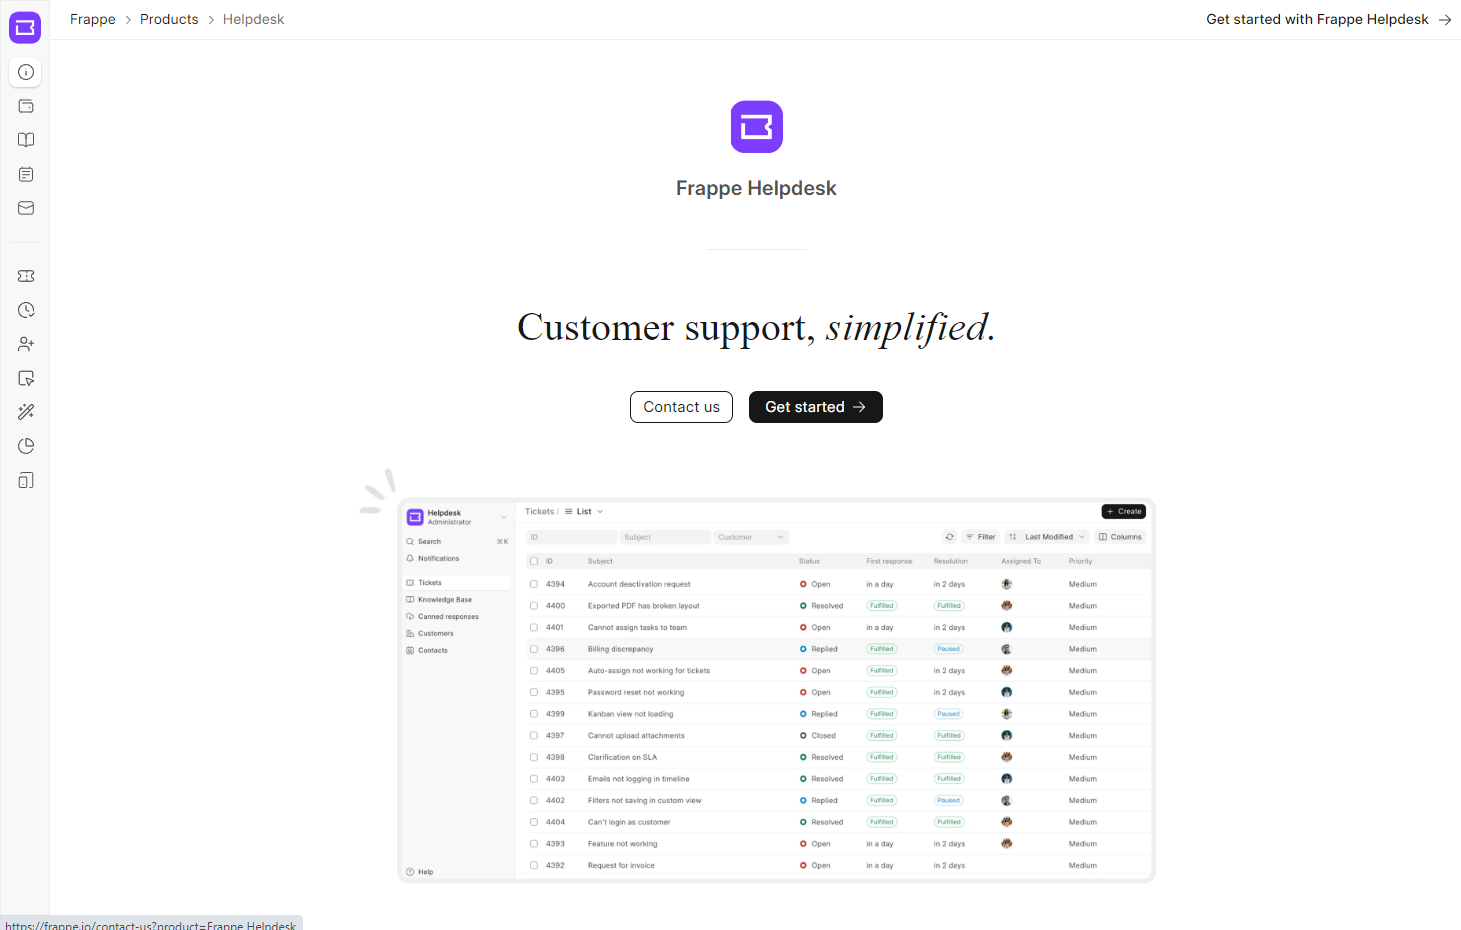 Frappe > Products > Helpdesk
Get started with Frappe Helpdesk →
Frappe Helpdesk
Customer support, simplified.
Contact us
Get started →
Helpdesk
Administrator
Search ⌘K
Notifications
Tickets
Knowledge Base
Canned responses
Customers
Contacts
Help
Tickets / List
+ Create
ID Subject Customer
Filter Last Modified Columns
ID Subject Status First response Resolution Assigned To Priority
4394 Account deactivation request Open in a day in 2 days Medium
4400 Exported PDF has broken layout Resolved Fulfilled Fulfilled Medium
4401 Cannot assign tasks to team Open in a day in 2 days Medium
4396 Billing discrepancy Replied Fulfilled Paused Medium
4405 Auto-assign not working for tickets Open Fulfilled in 2 days Medium
4395 Password reset not working Open Fulfilled in 2 days Medium
4399 Kanban view not loading Replied Fulfilled Paused Medium
4397 Cannot upload attachments Closed Fulfilled Fulfilled Medium
4398 Clarification on SLA Resolved Fulfilled Fulfilled Medium
4403 Emails not logging in timeline Resolved Fulfilled Fulfilled Medium
4402 Filters not saving in custom view Replied Fulfilled Paused Medium
4404 Can't login as customer Resolved Fulfilled Fulfilled Medium
4393 Feature not working Open in a day in 2 days Medium
4392 Request for invoice Open in a day in 2 days Medium
https://frappe.io/contact-us?product=Frappe Helpdesk